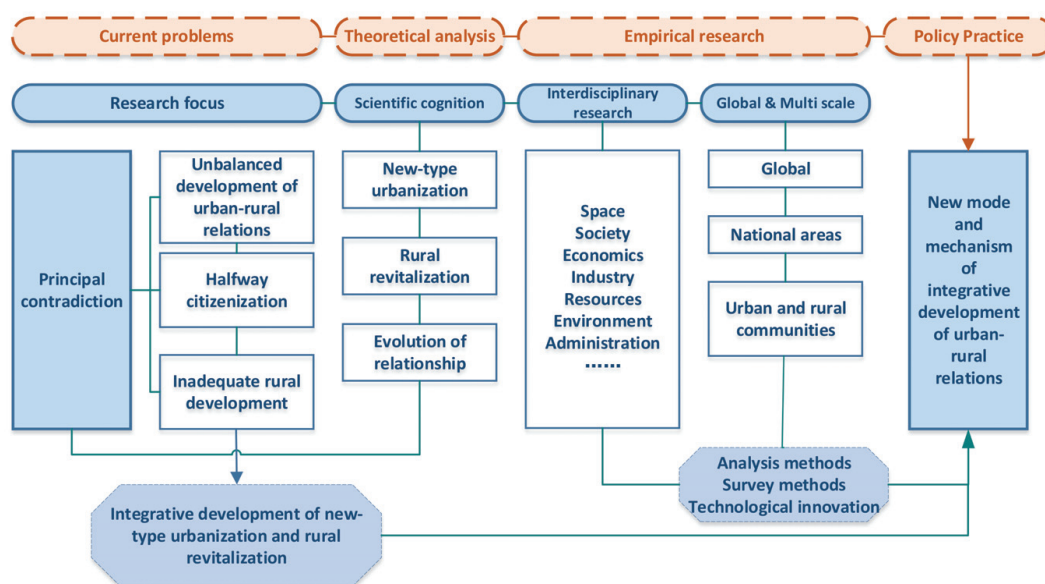 Current problems
Theoretical analysis
Empirical research
Policy Practice
Research focus
Scientific cognition
Interdisciplinary
research
Global & Multi scale
Principal
contradiction
Unbalanced
development of
urban-rural
relations
Halfway
citizenization
Inadequate rural
development
New-type
urbanization
Rural
revitalization
Evolution of
relationship
Space
Society
Economics
Industry
Resources
Environment
Administration
......
Global
National areas
Urban and rural
communities
New mode
and
mechanism
of
integrative
development
of urban-
rural
relations
Analysis methods
Survey methods
Technological innovation
Integrative development of new-
type urbanization and rural
revitalization